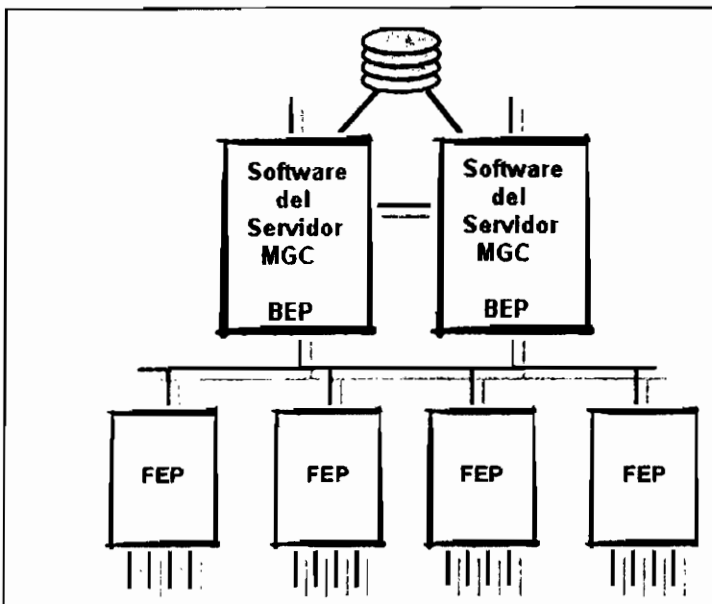 Software
del
Servidor
MGC
BEP
Software
del
Servidor
MGC
BEP
FEP
FEP
FEP
FEP